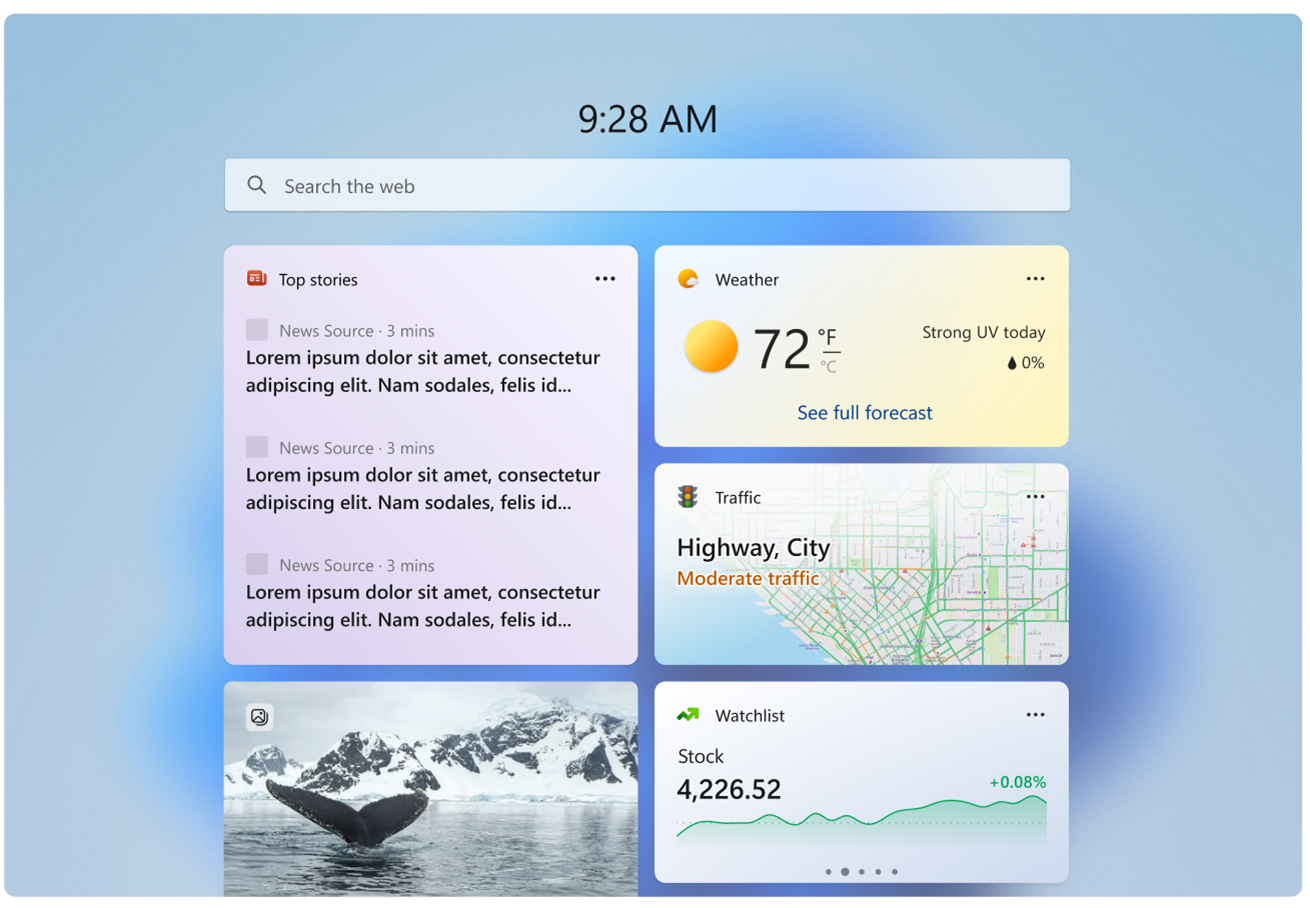 9:28 AM
Search the web
Top stories
News Source · 3 mins
Lorem ipsum dolor sit amet, consectetur
adipiscing elit. Nam sodales, felis id...
News Source · 3 mins
Lorem ipsum dolor sit amet, consectetur
adipiscing elit. Nam sodales, felis id...
News Source · 3 mins
Lorem ipsum dolor sit amet, consectetur
adipiscing elit. Nam sodales, felis id...
Weather
72 °F
°C
Strong UV today
0%
See full forecast
Traffic
Highway, City
Moderate traffic
Watchlist
Stock
4,226.52
+0.08%